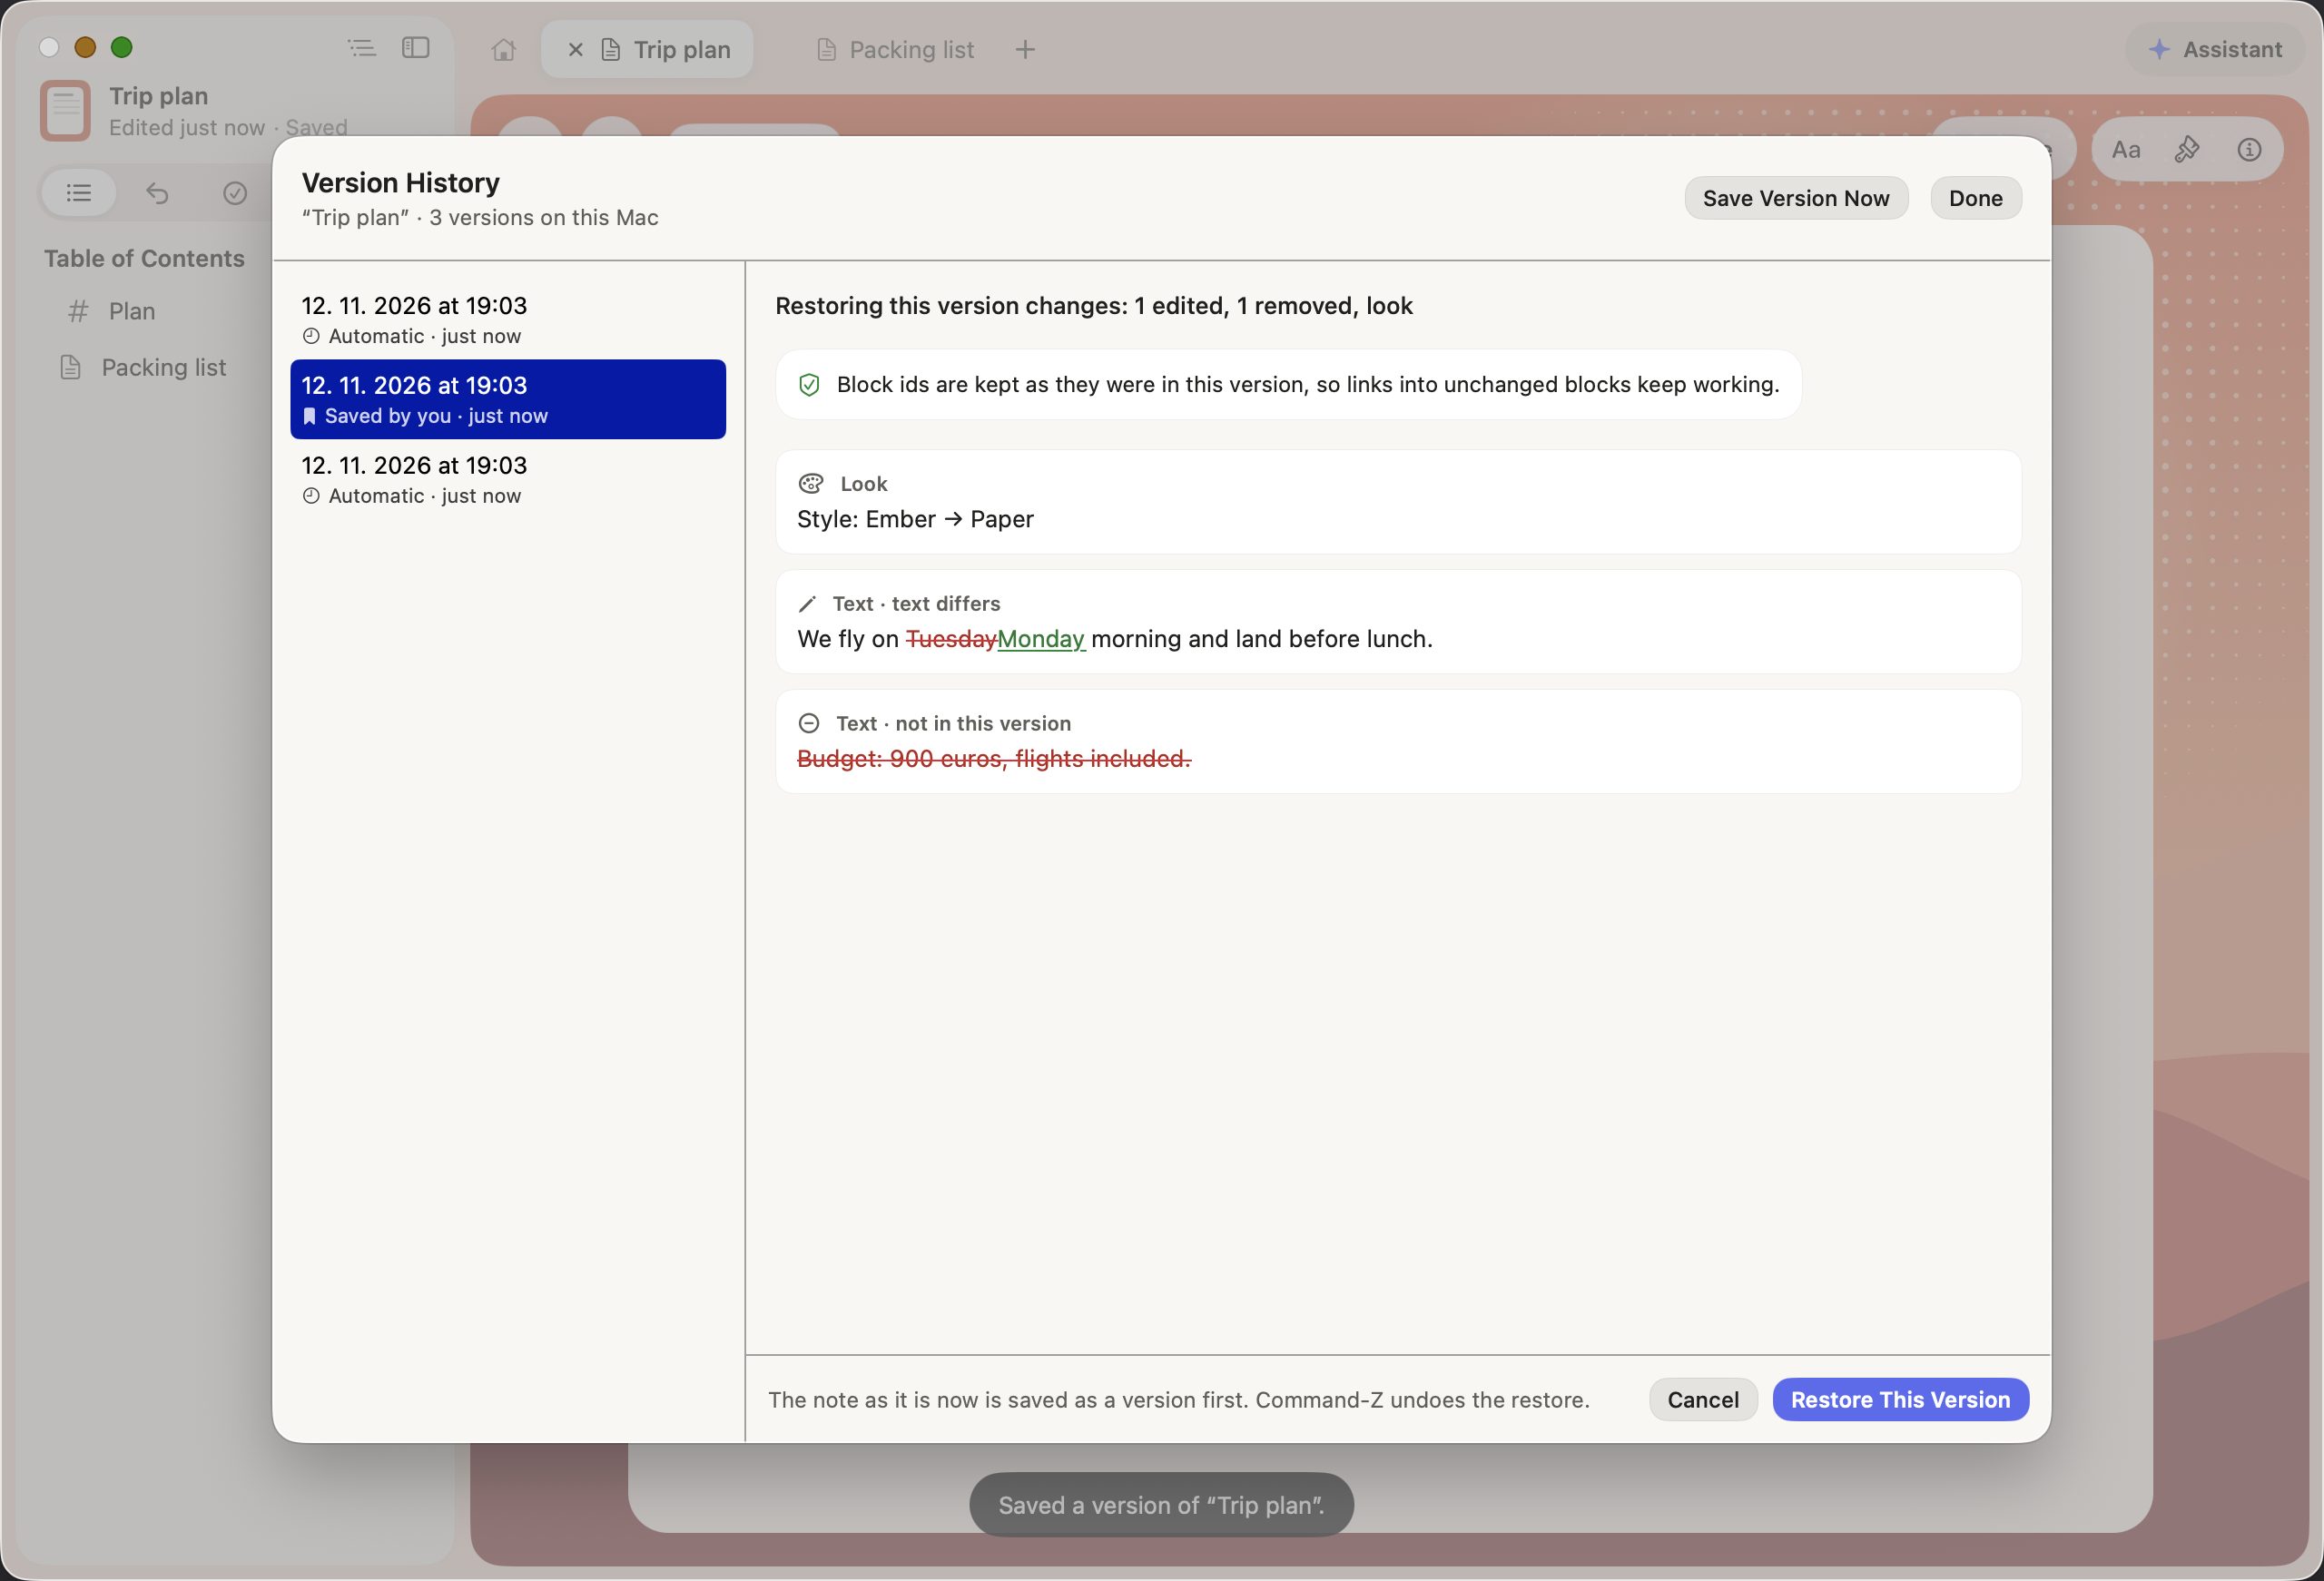 Trip plan
Packing list
Assistant
Trip plan
Edited just now · Saved
Aa
Table of Contents
Plan
Packing list
Version History
“Trip plan” · 3 versions on this Mac
Save Version Now
Done
12. 11. 2026 at 19:03
Automatic · just now
12. 11. 2026 at 19:03
Saved by you · just now
12. 11. 2026 at 19:03
Automatic · just now
Restoring this version changes: 1 edited, 1 removed, look
Block ids are kept as they were in this version, so links into unchanged blocks keep working.
Look
Style: Ember → Paper
Text · text differs
We fly on TuesdayMonday morning and land before lunch.
Text · not in this version
Budget: 900 euros, flights included.
The note as it is now is saved as a version first. Command-Z undoes the restore.
Cancel
Restore This Version
Saved a version of “Trip plan”.